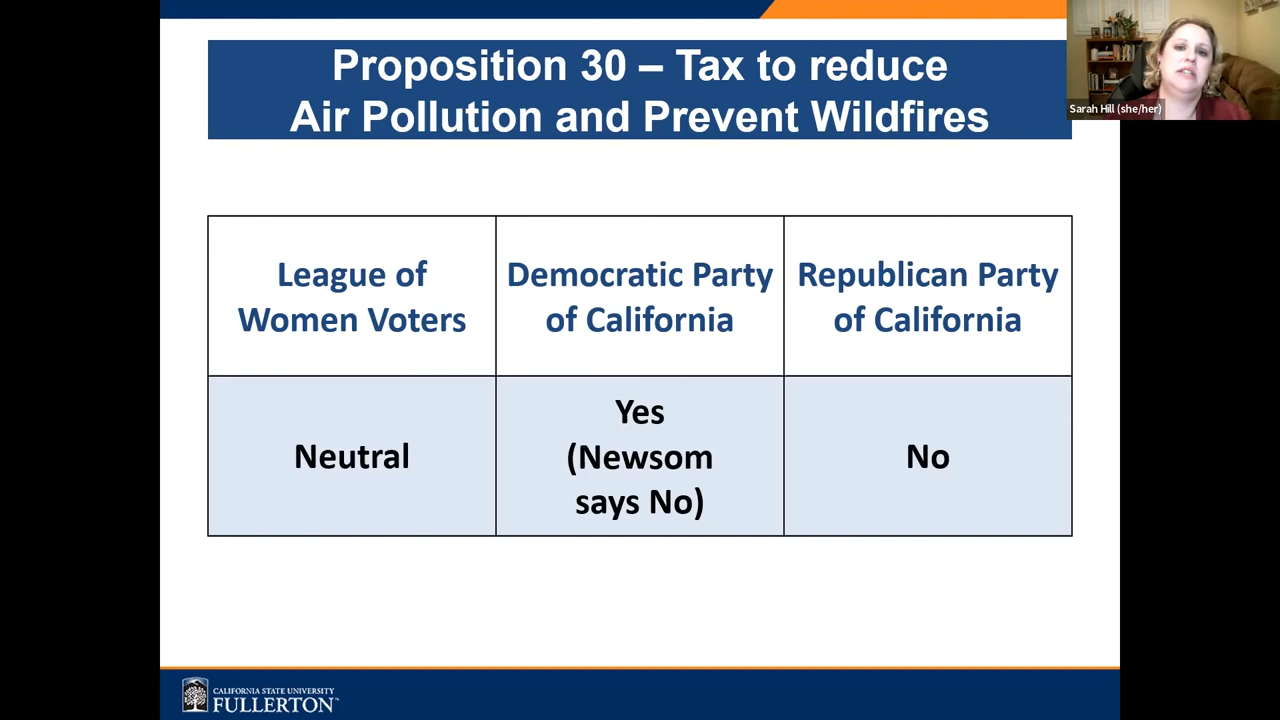 Proposition 30 – Tax to reduce
Air Pollution and Prevent Wildfires
Sarah Hill (she/her)
League of
Women Voters
Democratic Party
of California
Republican Party
of California
Neutral
Yes
(Newsom
says No)
No
CALIFORNIA STATE UNIVERSITY
FULLERTON™